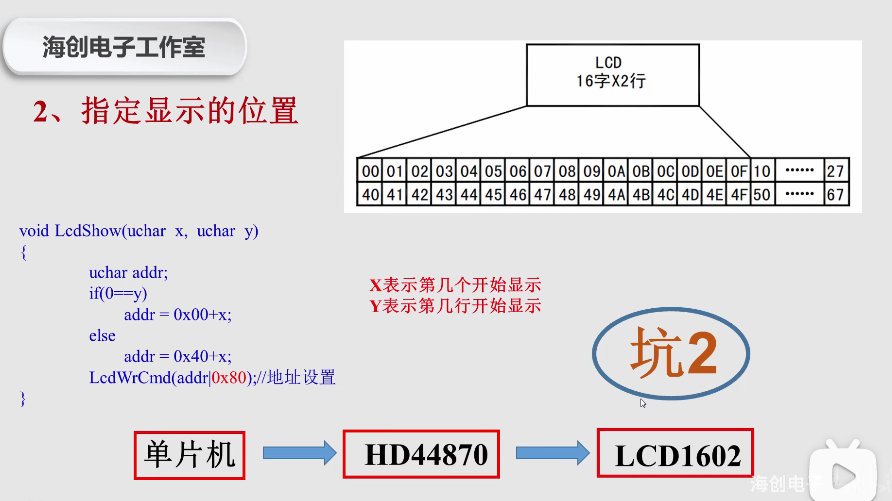 海创电子工作室
2、指定显示的位置
LCD
16字X2行
00 01 02 03 04 05 06 07 08 09 0A 0B 0C 0D 0E 0F 10 ⋯⋯ 27
40 41 42 43 44 45 46 47 48 49 4A 4B 4C 4D 4E 4F 50 ⋯⋯ 67
void LcdShow(uchar x, uchar y)
{
uchar addr;
if(0==y)
addr = 0x00+x;
else
addr = 0x40+x;
LcdWrCmd(addr|0x80);//地址设置
}
X表示第几个开始显示
Y表示第几行开始显示
坑2
单片机
HD44870
LCD1602
海创电子